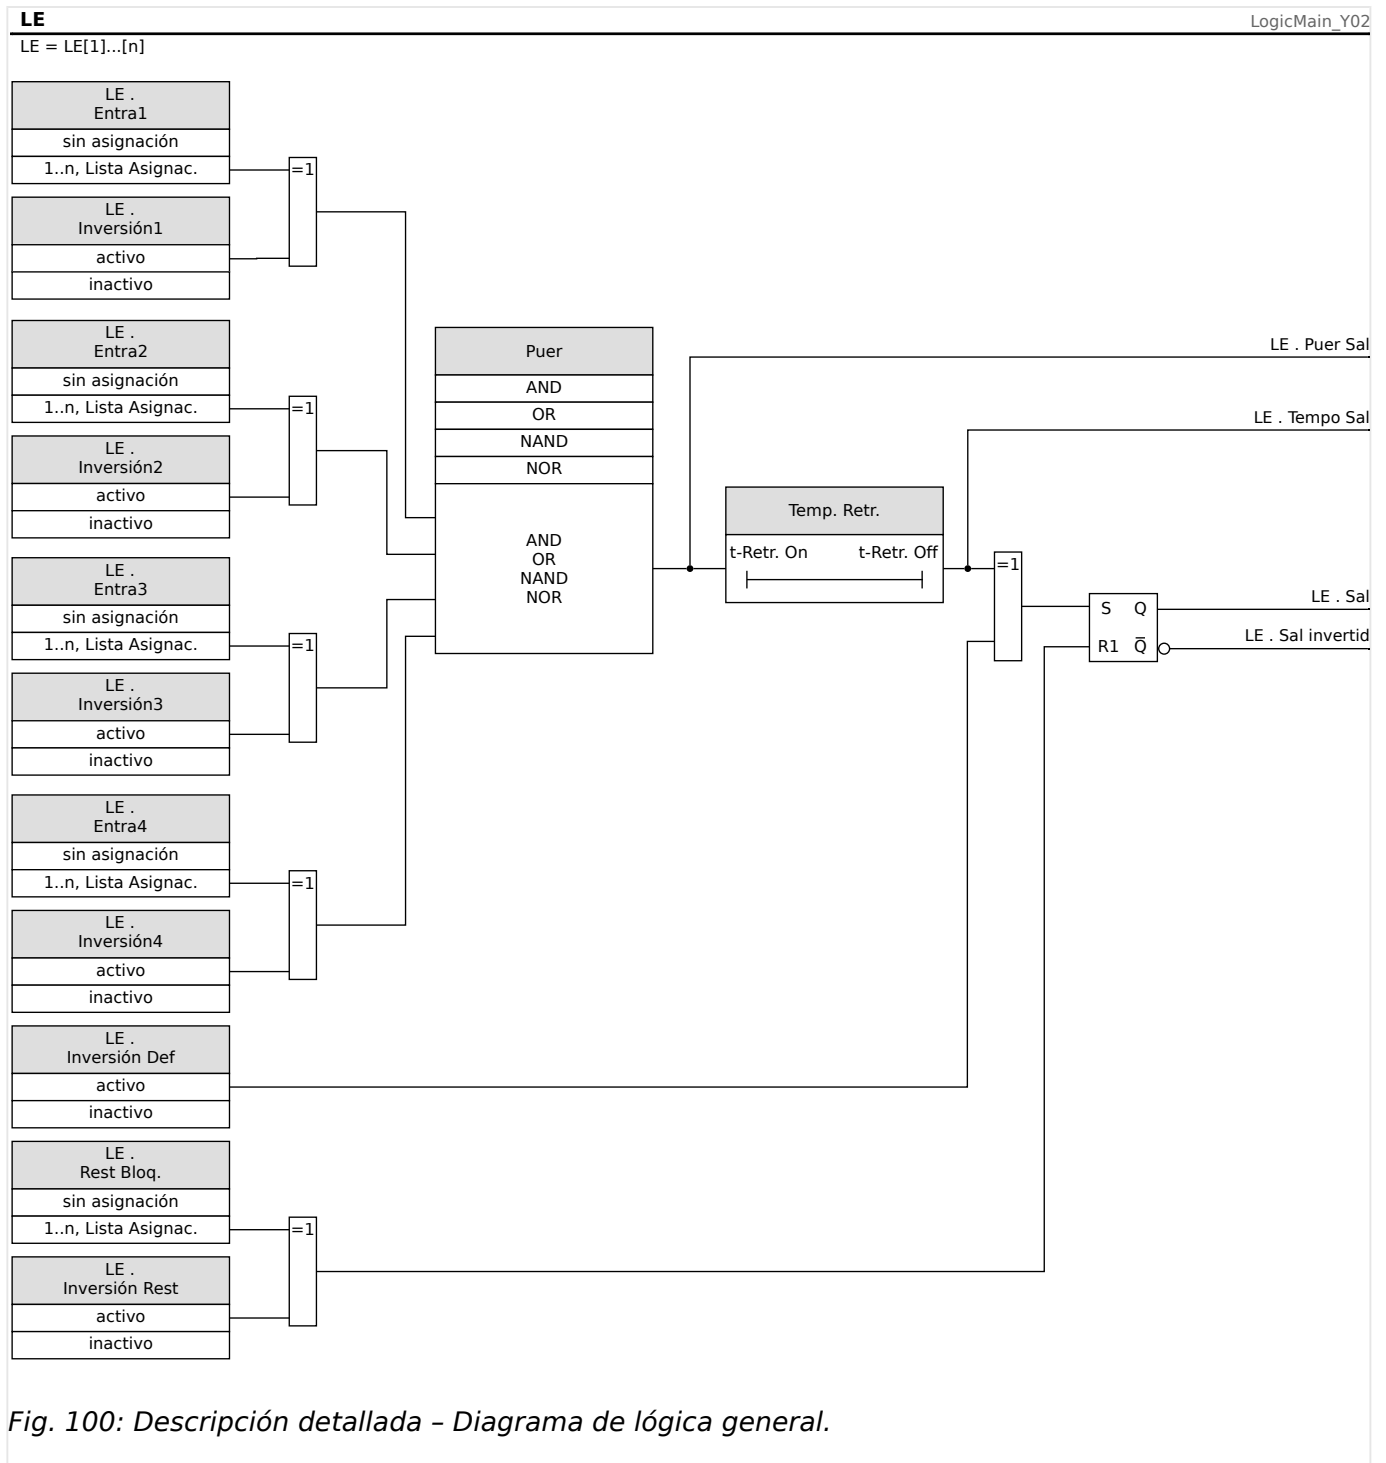 LE
LogicMain_Y02
LE = LE[1]...[n]
LE .
Entra1
sin asignación
1..n, Lista Asignac.
=1
LE .
Inversión1
activo
inactivo
LE .
Entra2
sin asignación
1..n, Lista Asignac.
=1
LE .
Inversión2
activo
inactivo
LE .
Entra3
sin asignación
1..n, Lista Asignac.
=1
LE .
Inversión3
activo
inactivo
LE .
Entra4
sin asignación
1..n, Lista Asignac.
=1
LE .
Inversión4
activo
inactivo
LE .
Inversión Def
activo
inactivo
LE .
Rest Bloq.
sin asignación
1..n, Lista Asignac.
=1
LE .
Inversión Rest
activo
inactivo
Puer
AND
OR
NAND
NOR
AND
OR
NAND
NOR
Temp. Retr.
t-Retr. On t-Retr. Off
=1
S Q
R1 Q̅
LE . Puer Sal
LE . Tempo Sal
LE . Sal
LE . Sal invertid
Fig. 100: Descripción detallada – Diagrama de lógica general.